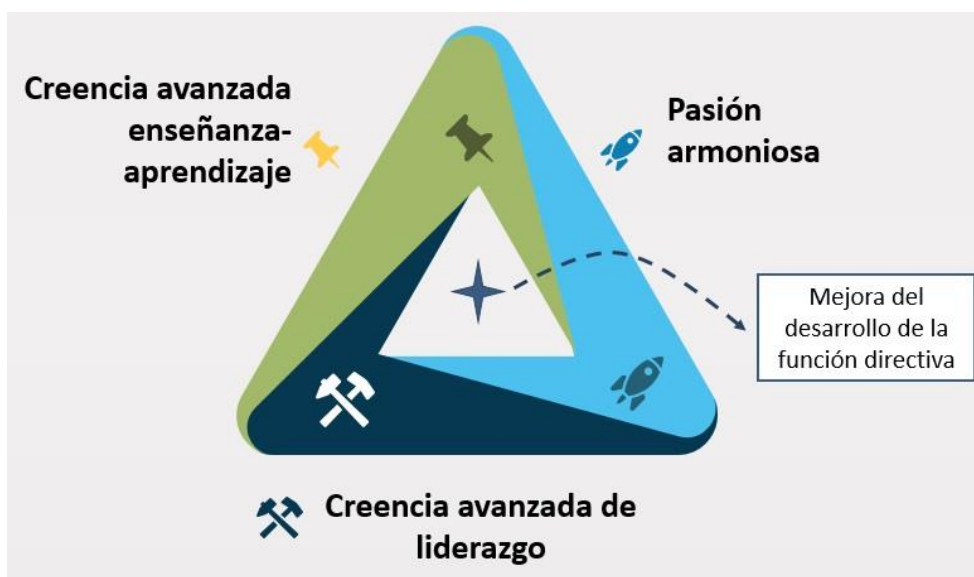 Creencia avanzada
enseñanza-
aprendizaje
Pasión
armoniosa
Mejora del
desarrollo de la
función directiva
Creencia avanzada de
liderazgo